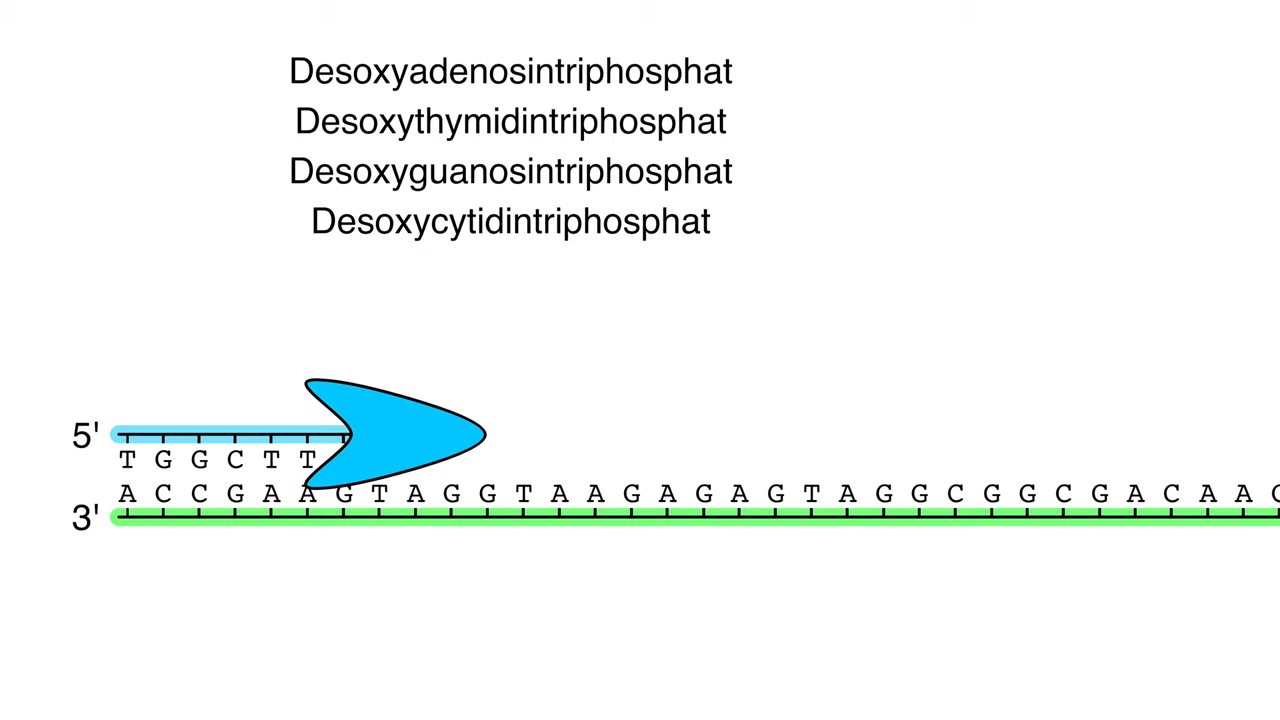 Desoxyadenosintriphosphat
Desoxythymidintriphosphat
Desoxyguanosintriphosphat
Desoxycytidintriphosphat
5'
T G G C T T
A C C G A A G T A G G T A A G A G A G T A G G C G G C G A C A A
3'